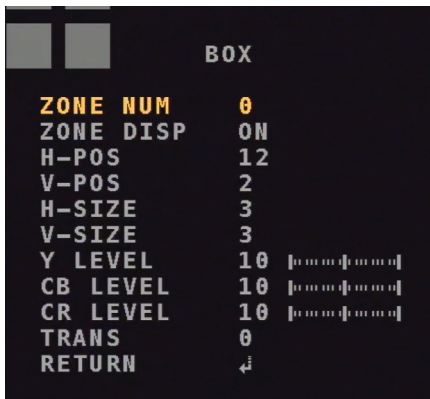 BOX
ZONE NUM 0
ZONE DISP ON
H-POS 12
V-POS 2
H-SIZE 3
V-SIZE 3
Y LEVEL 10
CB LEVEL 10
CR LEVEL 10
TRANS 0
RETURN ↲